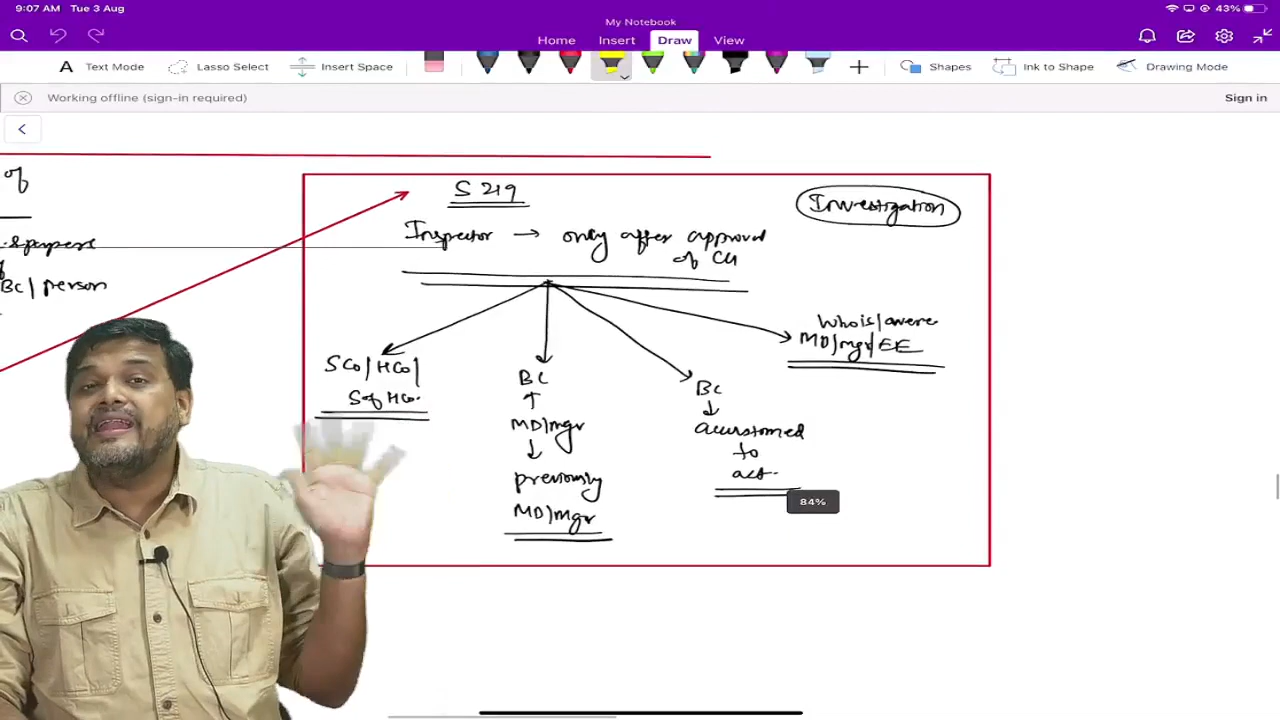 9:07 AM Tue 3 Aug
43%
My Notebook
Home Insert Draw View
Text Mode Lasso Select Insert Space Shapes Ink to Shape Drawing Mode
Working offline (sign-in required) Sign in
of
BC/person
S 219
Investigation
Inspector → only after approval
of CG
SCo/HCo/
S of HCo.
BC
↑
MD/mgr
↓
previously
MD/mgr
BC
↓
accustomed
to
act.
Who is/were
MD/mgr/EE
84%